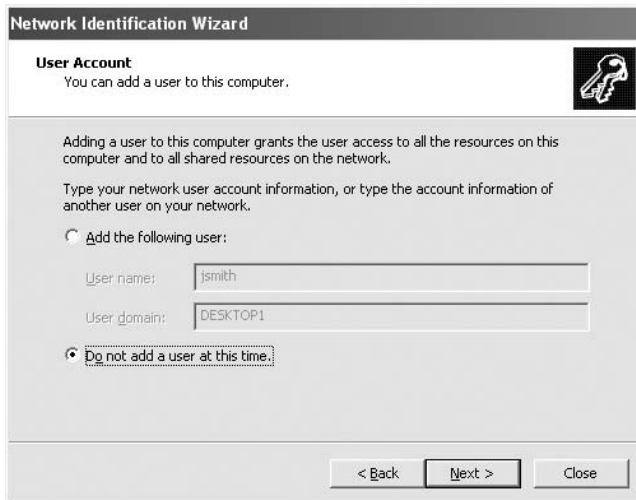 Network Identification Wizard
User Account
You can add a user to this computer.
Adding a user to this computer grants the user access to all the resources on this
computer and to all shared resources on the network.
Type your network user account information, or type the account information of
another user on your network.
Add the following user:
User name: jsmith
User domain: DESKTOP1
Do not add a user at this time.
< Back Next > Close